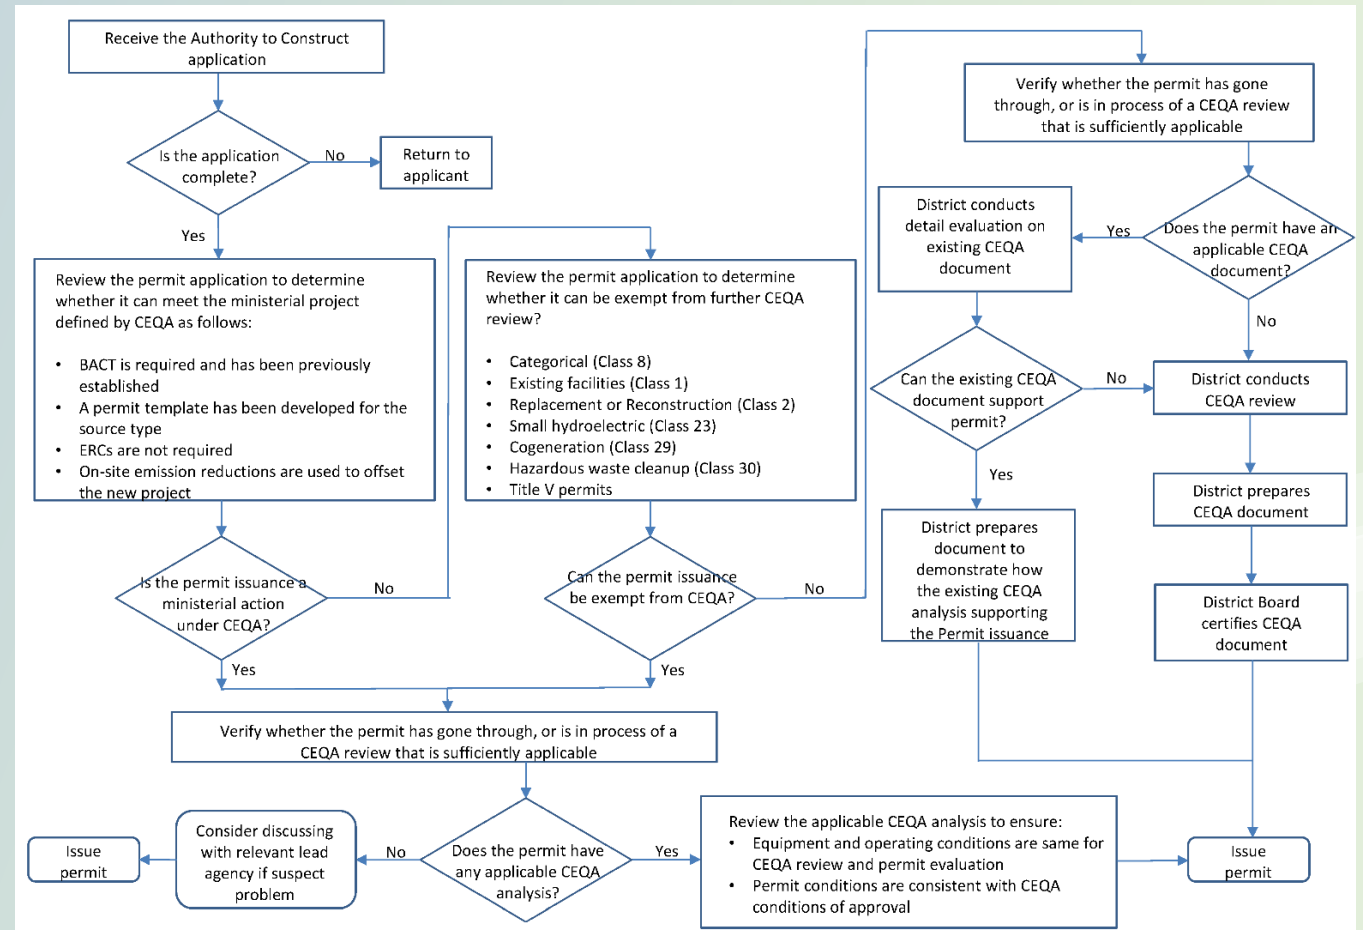 Receive the Authority to Construct
application
Is the application
complete?
No
Return to
applicant
Yes
Review the permit application to determine
whether it can meet the ministerial project
defined by CEQA as follows:
• BACT is required and has been previously
established
• A permit template has been developed for the
source type
• ERCs are not required
• On-site emission reductions are used to offset
the new project
Is the permit issuance a
ministerial action
under CEQA?
No
Yes
Review the permit application to determine
whether it can be exempt from further CEQA
review?
• Categorical (Class 8)
• Existing facilities (Class 1)
• Replacement or Reconstruction (Class 2)
• Small hydroelectric (Class 23)
• Cogeneration (Class 29)
• Hazardous waste cleanup (Class 30)
• Title V permits
Can the permit issuance
be exempt from CEQA?
No
Yes
Verify whether the permit has gone through, or is in process of a
CEQA review that is sufficiently applicable
Does the permit have
any applicable CEQA
analysis?
No
Consider discussing
with relevant lead
agency if suspect
problem
Issue
permit
Yes
Review the applicable CEQA analysis to ensure:
• Equipment and operating conditions are same for
CEQA review and permit evaluation
• Permit conditions are consistent with CEQA
conditions of approval
Verify whether the permit has gone
through, or is in process of a CEQA review
that is sufficiently applicable
Does the permit have an
applicable CEQA
document?
Yes
No
District conducts
detail evaluation on
existing CEQA
document
Can the existing CEQA
document support
permit?
No
Yes
District prepares
document to
demonstrate how
the existing CEQA
analysis supporting
the Permit issuance
District conducts
CEQA review
District prepares
CEQA document
District Board
certifies CEQA
document
Issue
permit